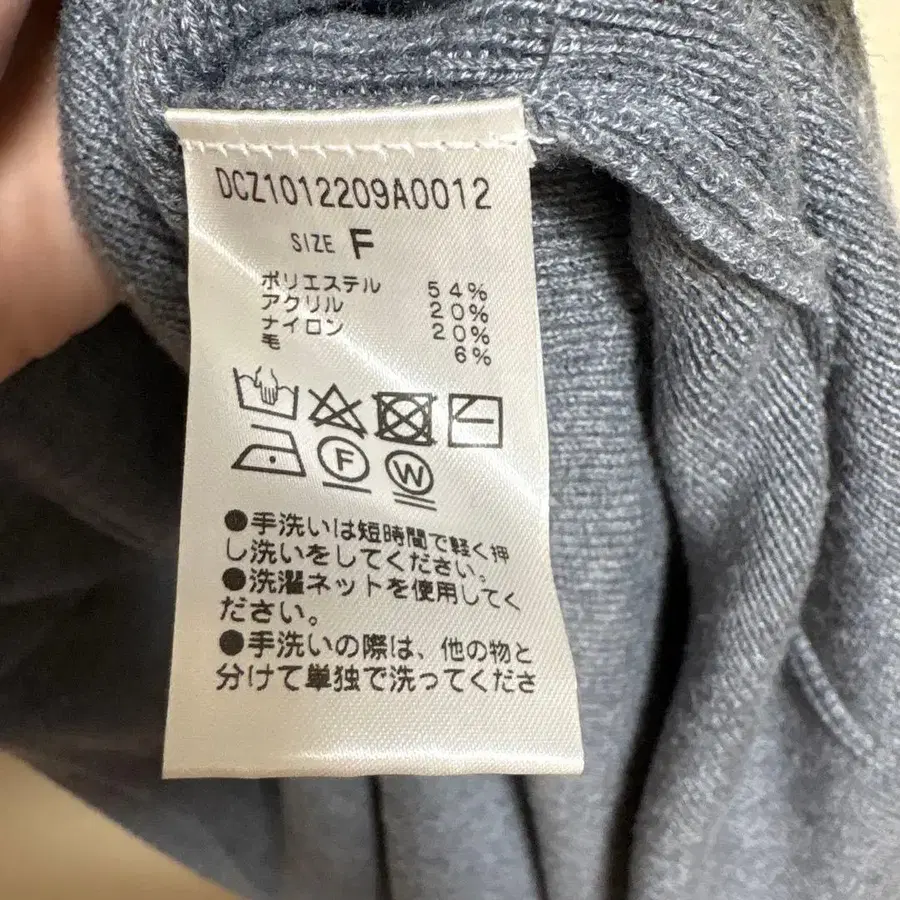 DCZ1012209A0012
SIZE F
ポリエステル 54%
アクリル 20%
ナイロン 20%
毛 6%
F W
●手洗いは短時間で軽く押
し洗いをしてください。
●洗濯ネットを使用してく
ださい。
●手洗いの際は、他の物と
分けて単独で洗ってくださ